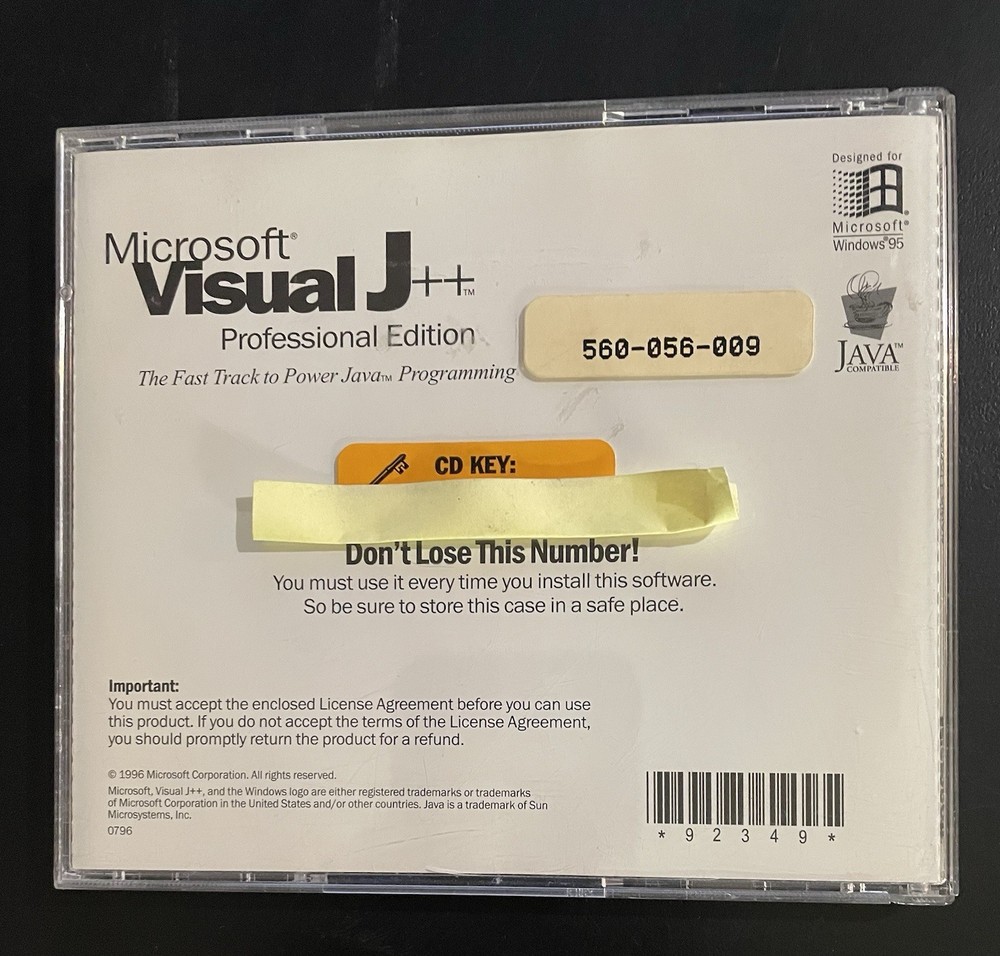 Designed for
Microsoft®
Windows®95
Microsoft®
Visual J++™
Professional Edition
The Fast Track to Power Java™ Programming
560-056-009
JAVA™
COMPATIBLE
CD KEY:
Don't Lose This Number!
You must use it every time you install this software.
So be sure to store this case in a safe place.
Important:
You must accept the enclosed License Agreement before you can use
this product. If you do not accept the terms of the License Agreement,
you should promptly return the product for a refund.
© 1996 Microsoft Corporation. All rights reserved.
Microsoft, Visual J++, and the Windows logo are either registered trademarks or trademarks
of Microsoft Corporation in the United States and/or other countries. Java is a trademark of Sun
Microsystems, Inc.
0796
* 9 2 3 4 9 *